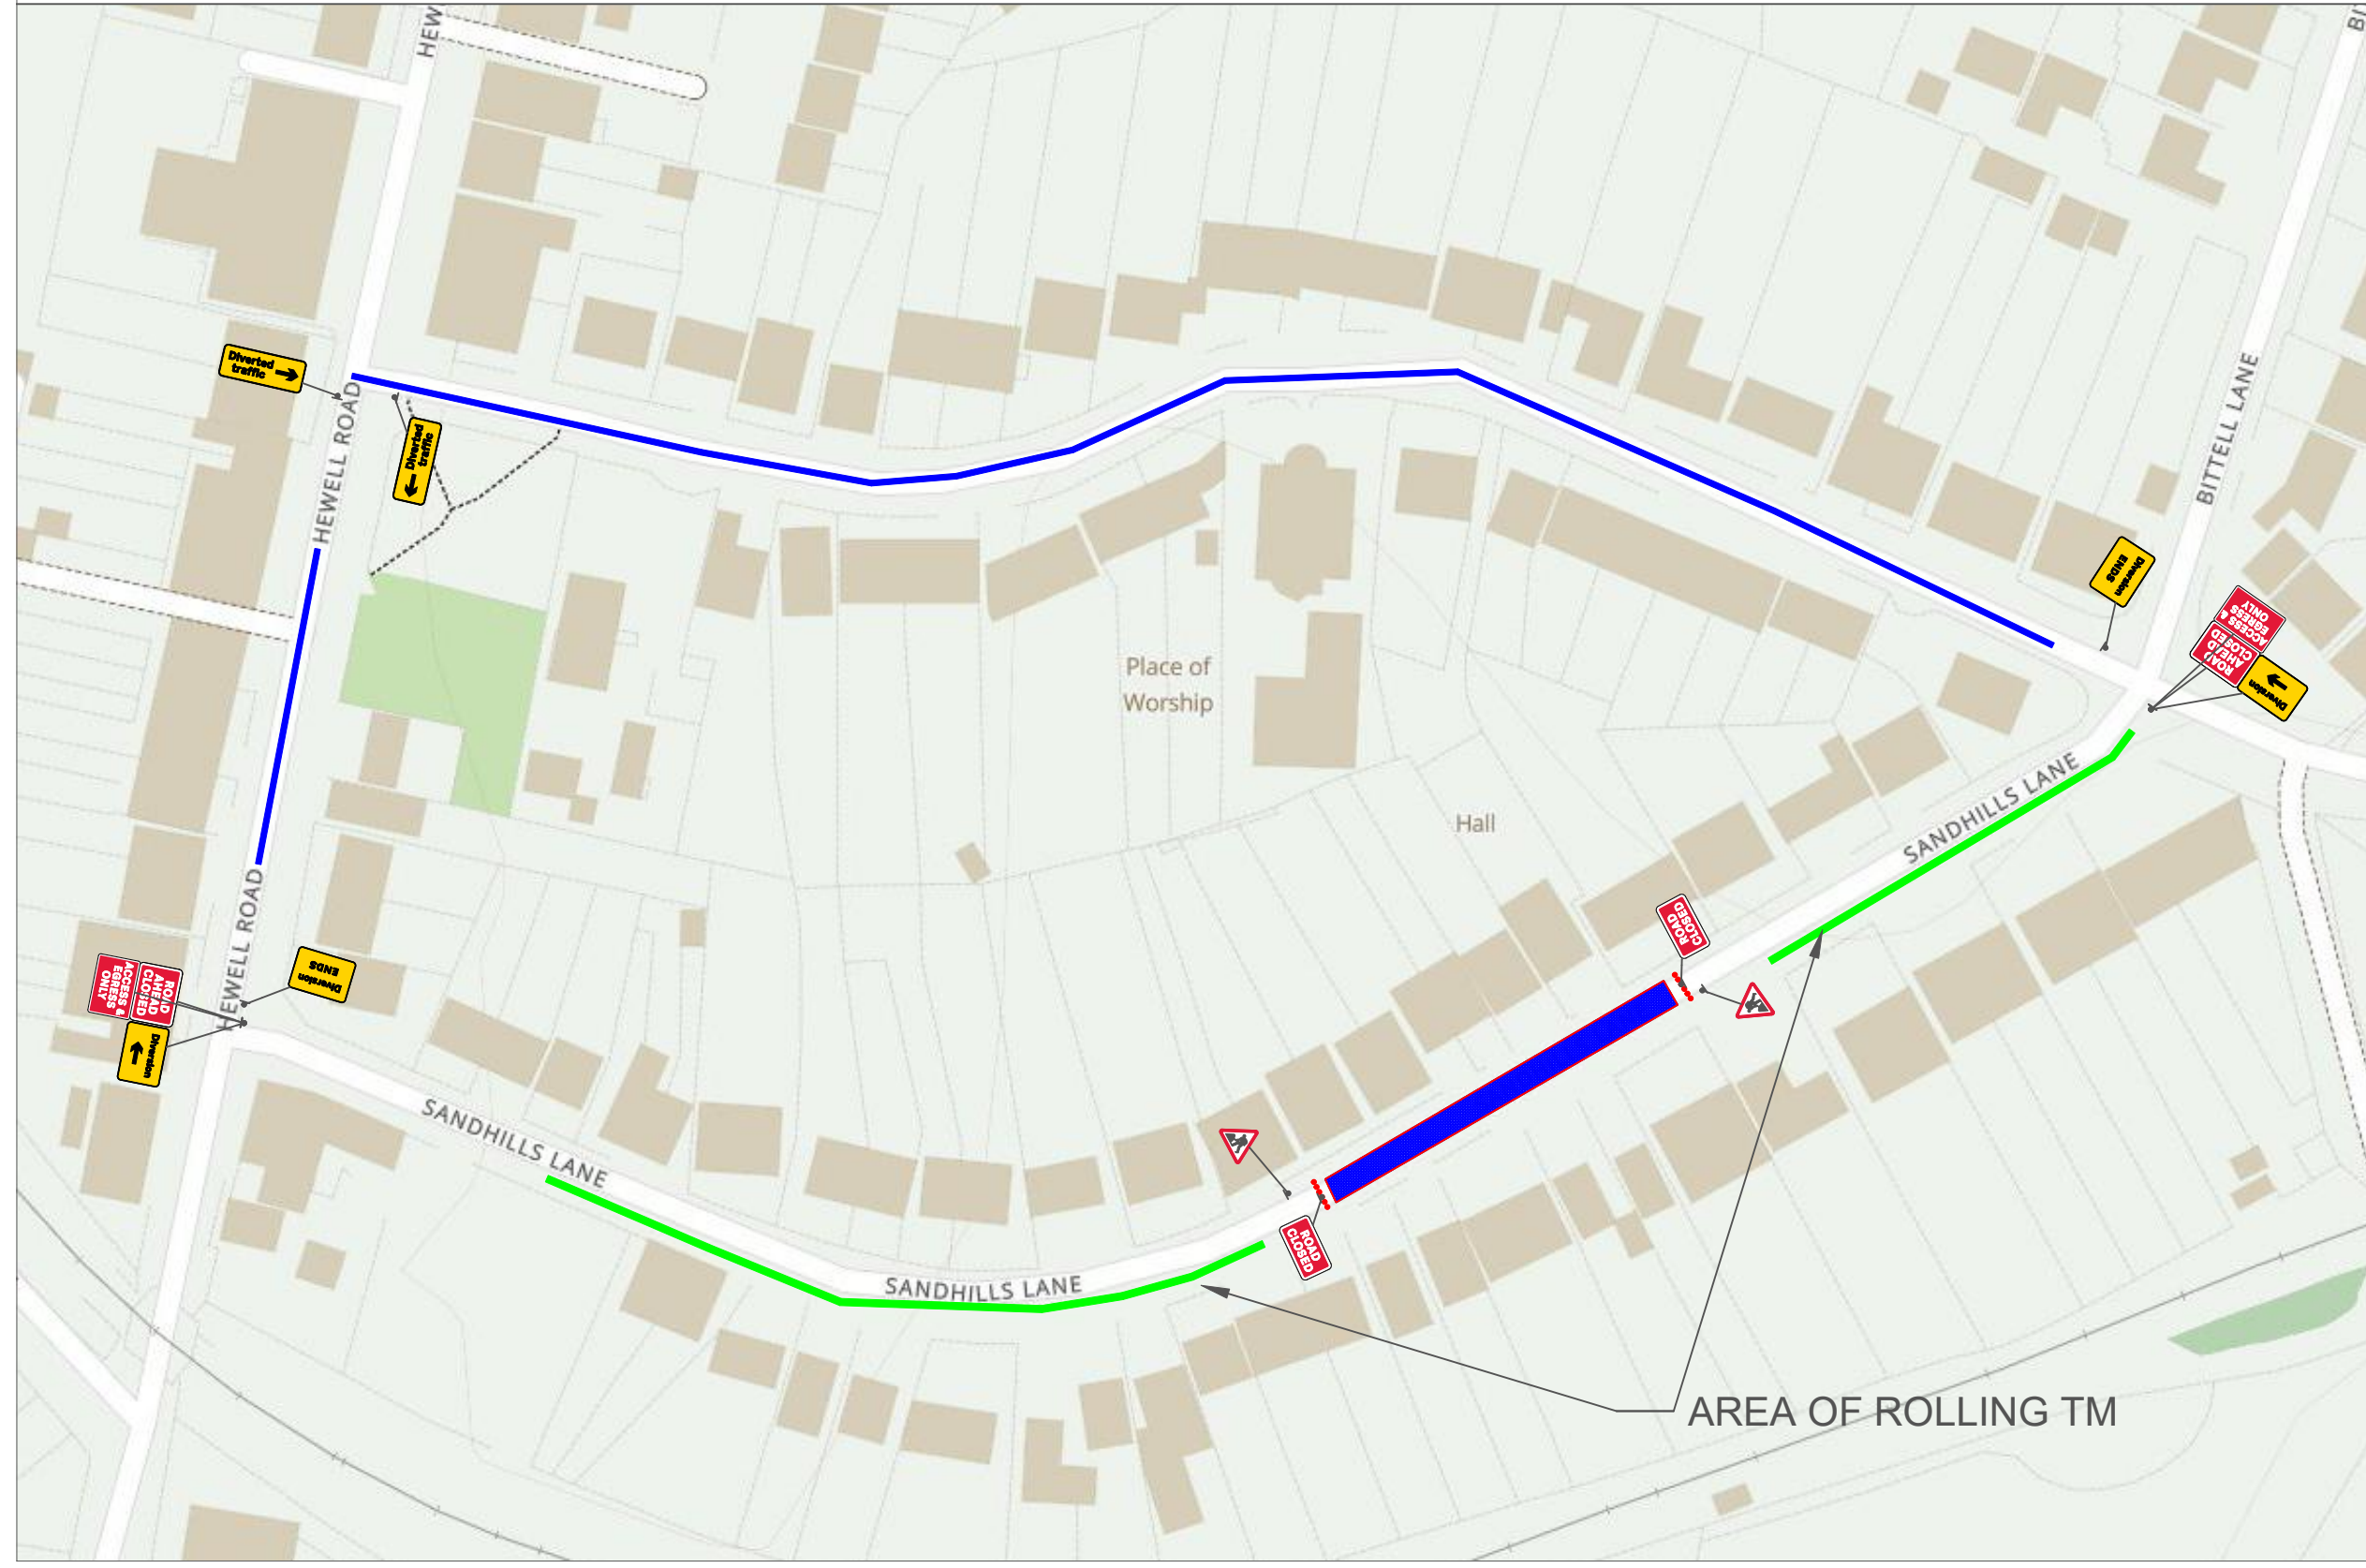 HEW
BI
Diverted
traffic
HEWELL ROAD
Diverted
traffic
BITTELL LANE
Diversion
ENDS
ACCESS &
EGRESS
ONLY
ROAD
AHEAD
CLOSED
Diversion
Place of
Worship
SANDHILLS LANE
Hall
HEWELL ROAD
ROAD
CLOSED
Diversion
ENDS
ROAD
AHEAD
CLOSED
ACCESS &
EGRESS
ONLY
Diversion
SANDHILLS LANE
ROAD
CLOSED
SANDHILLS LANE
AREA OF ROLLING TM